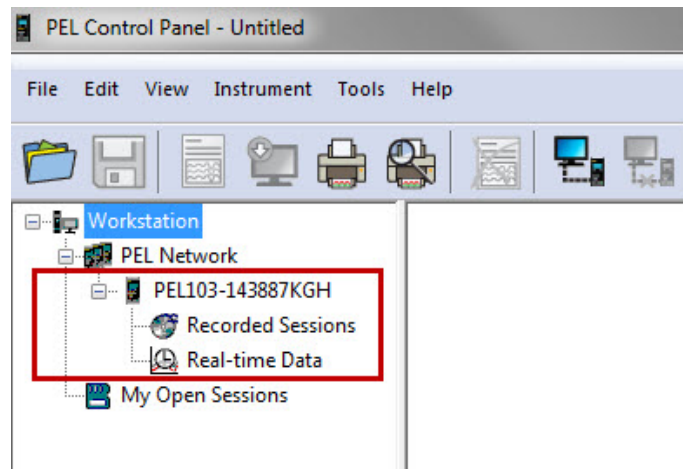 PEL Control Panel - Untitled
File Edit View Instrument Tools Help
Workstation
PEL Network
PEL103-143887KGH
Recorded Sessions
Real-time Data
My Open Sessions